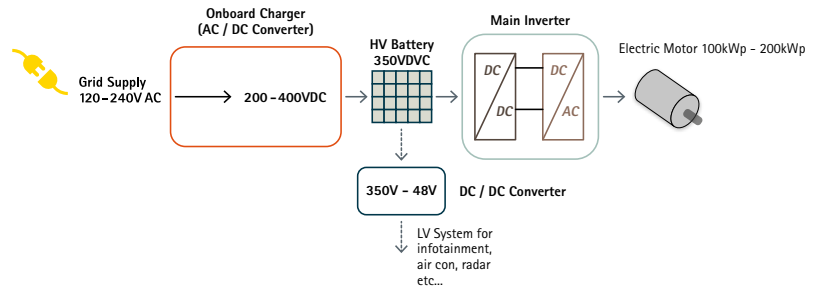 Onboard Charger
(AC / DC Converter)
Grid Supply
120-240V AC
200-400VDC
HV Battery
350VDVC
Main Inverter
DC
DC
DC
AC
Electric Motor 100kWp - 200kWp
350V - 48V
DC / DC Converter
LV System for
infotainment,
air con, radar
etc...